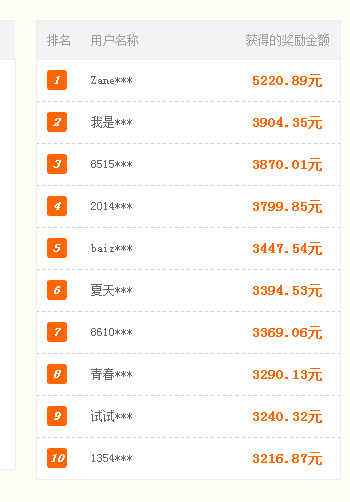 排名 用户名称 获得的奖励金额
1 Zane*** 5220.89元
2 我是*** 3904.35元
3 8515*** 3870.01元
4 2014*** 3799.85元
5 baiz*** 3447.54元
6 夏天*** 3394.53元
7 8610*** 3369.06元
8 青春*** 3290.13元
9 试试*** 3240.32元
10 1354*** 3216.87元